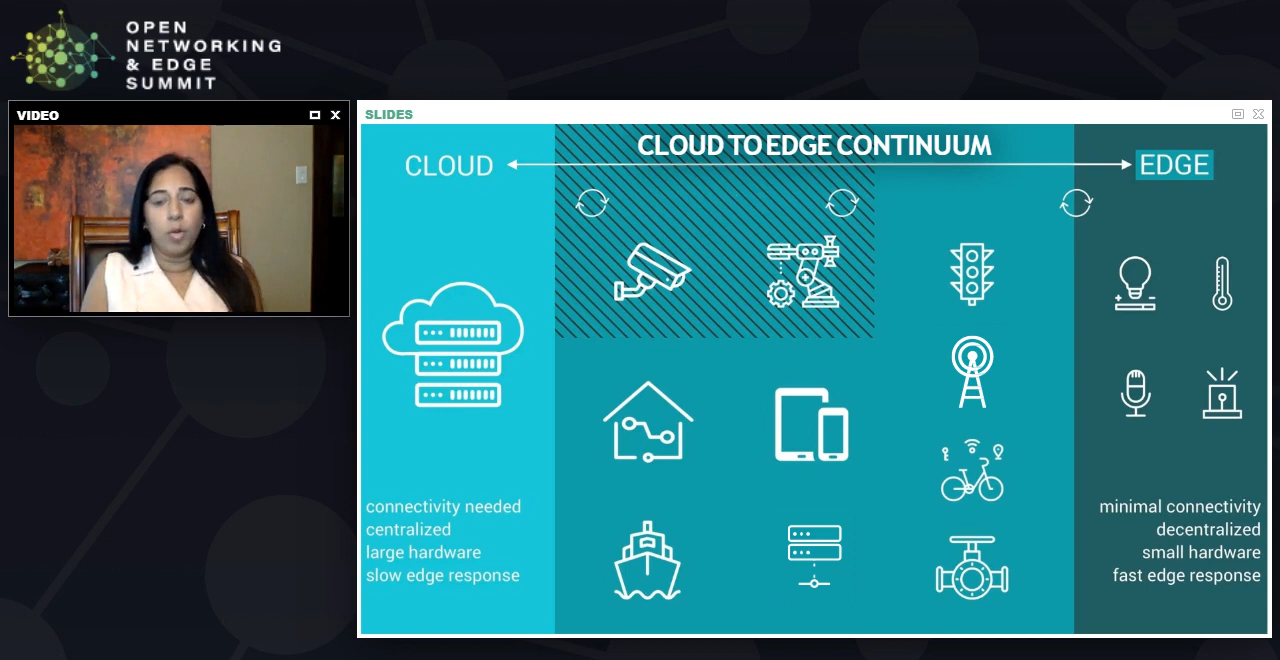 OPEN
NETWORKING
& EDGE
SUMMIT
VIDEO
SLIDES
CLOUD TO EDGE CONTINUUM
CLOUD
EDGE
connectivity needed
centralized
large hardware
slow edge response
minimal connectivity
decentralized
small hardware
fast edge response